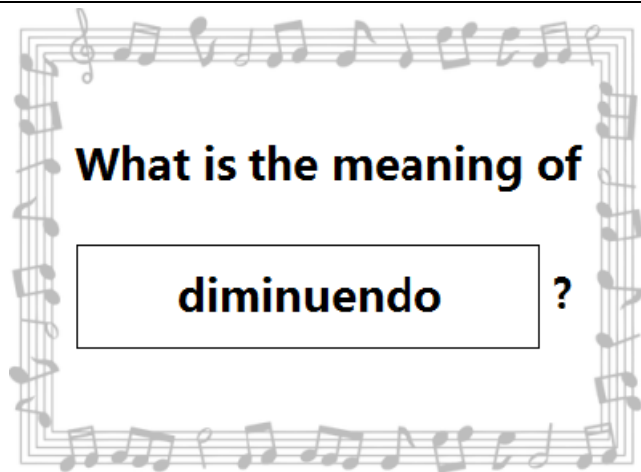 What is the meaning of
diminuendo ?